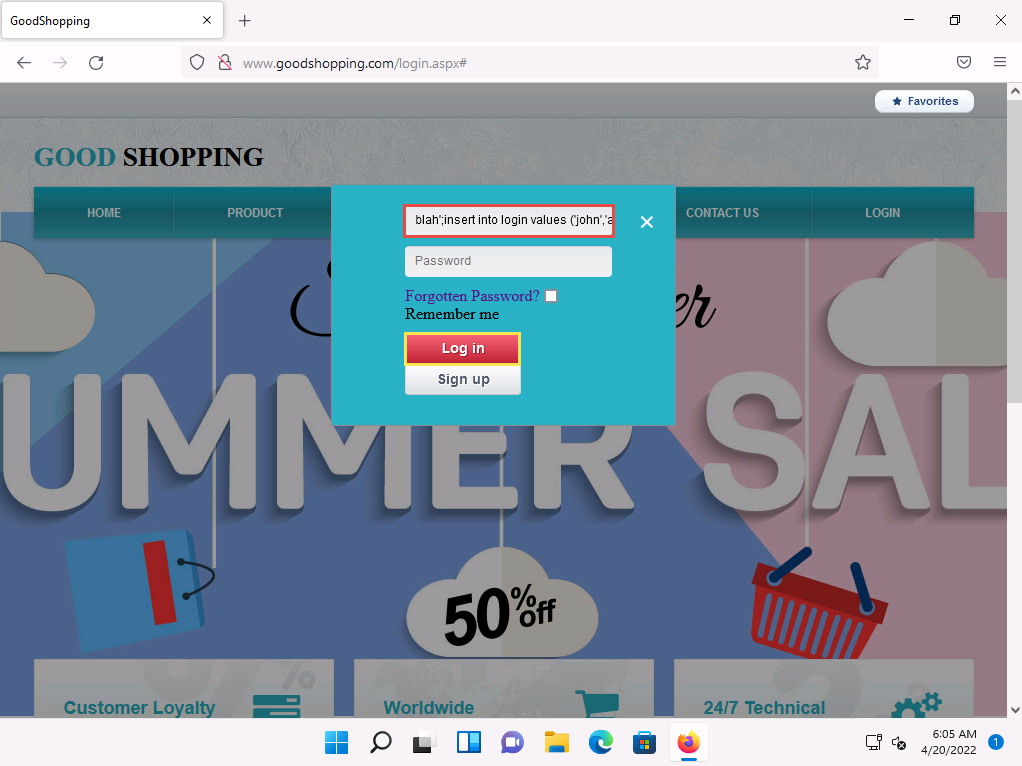 GoodShopping
www.goodshopping.com/login.aspx#
Favorites
GOOD SHOPPING
HOME
PRODUCT
CONTACT US
LOGIN
blah';insert into login values ('john','a
Password
Forgotten Password?
Remember me
Log in
Sign up
UMMER SAL
50% off
Customer Loyalty
Worldwide
24/7 Technical
6:05 AM
4/20/2022
1